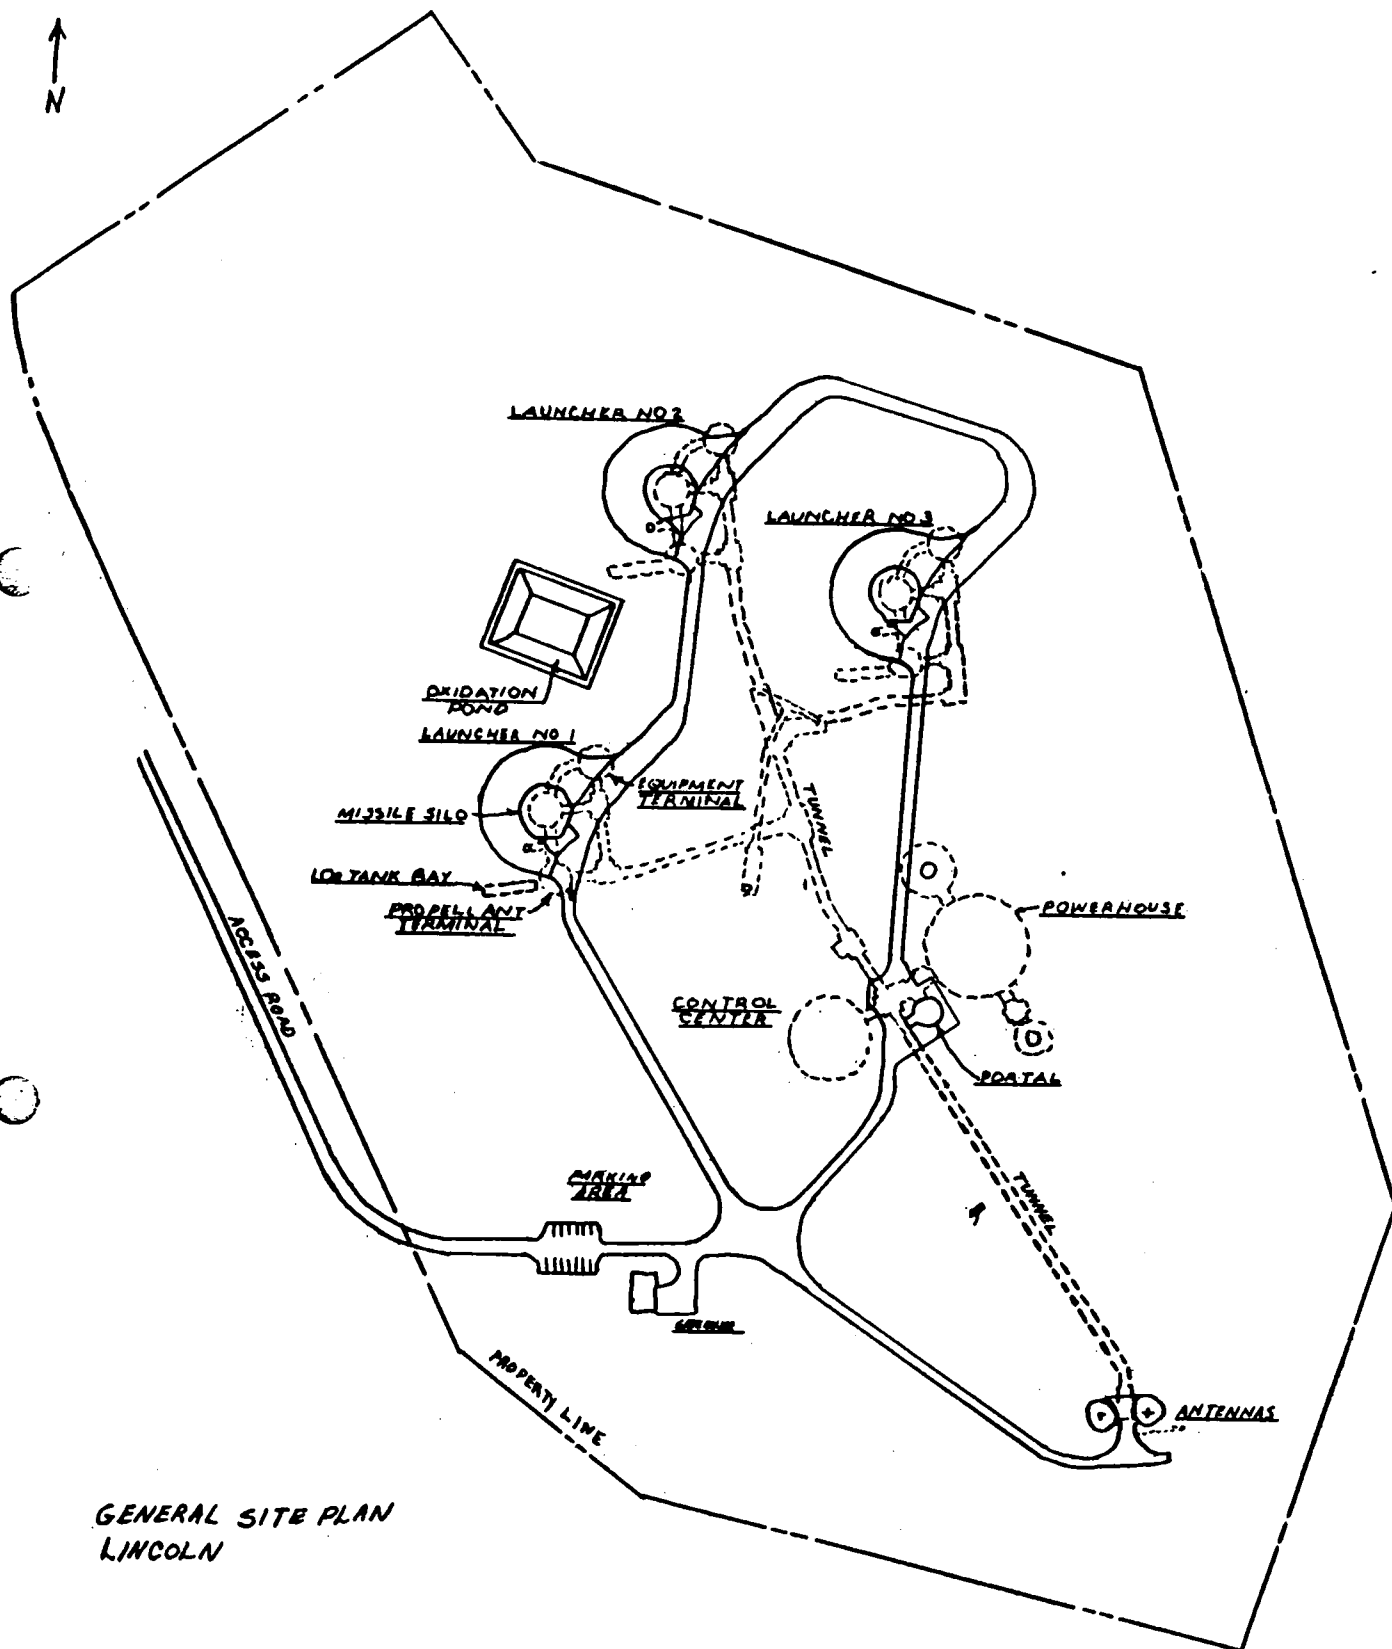 N
LAUNCHER NO 2
LAUNCHER NO 3
OXIDATION
POND
LAUNCHER NO 1
EQUIPMENT
TERMINAL
MISSILE SILO
TUNNEL
LO2 TANK BAY
PROPELLANT
TERMINAL
POWERHOUSE
ACCESS ROAD
CONTROL
CENTER
PORTAL
PARKING
AREA
TUNNEL
PROPERTY LINE
ANTENNAS
GENERAL SITE PLAN
LINCOLN